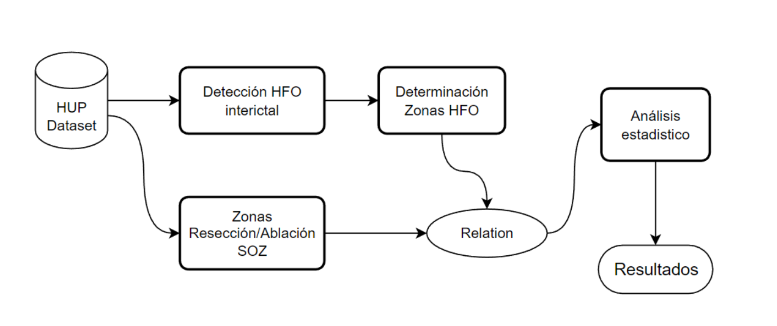 HUP
Dataset
Detección HFO
interictal
Determinación
Zonas HFO
Análisis
estadistico
Zonas
Resección/Ablación
SOZ
Relation
Resultados